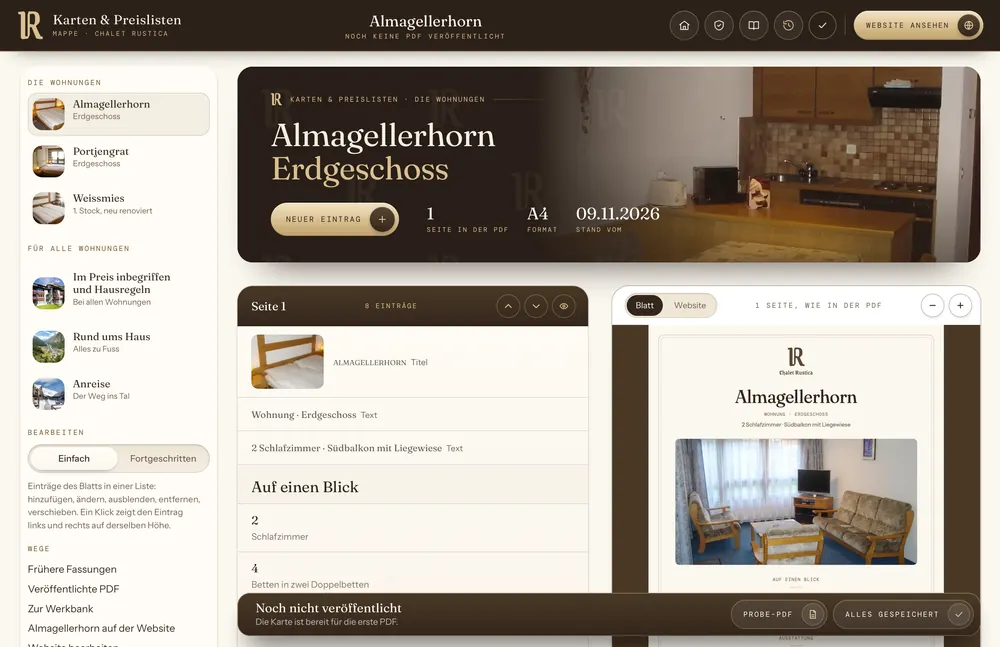 Karten & Preislisten
MAPPE · CHALET RUSTICA
Almagellerhorn
NOCH KEINE PDF VERÖFFENTLICHT
WEBSITE ANSEHEN
DIE WOHNUNGEN
Almagellerhorn
Erdgeschoss
Portjengrat
Erdgeschoss
Weissmies
1. Stock, neu renoviert
FÜR ALLE WOHNUNGEN
Im Preis inbegriffen
und Hausregeln
Bei allen Wohnungen
Rund ums Haus
Alles zu Fuss
Anreise
Der Weg ins Tal
BEARBEITEN
Einfach
Fortgeschritten
Einträge des Blatts in einer Liste:
hinzufügen, ändern, ausblenden, entfernen,
verschieben. Ein Klick zeigt den Eintrag
links und rechts auf derselben Höhe.
WEGE
Frühere Fassungen
Veröffentlichte PDF
Zur Werkbank
Almagellerhorn auf der Website
Website bearbeiten
KARTEN & PREISLISTEN · DIE WOHNUNGEN
Almagellerhorn
Erdgeschoss
NEUER EINTRAG
1
SEITE IN DER PDF
A4
FORMAT
09.11.2026
STAND VOM
Seite 1
8 EINTRÄGE
ALMAGELLERHORN Titel
Wohnung · Erdgeschoss Text
2 Schlafzimmer · Südbalkon mit Liegewiese Text
Auf einen Blick
2
Schlafzimmer
4
Betten in zwei Doppelbetten
Blatt
Website
1 SEITE, WIE IN DER PDF
Chalet Rustica
Almagellerhorn
WOHNUNG · ERDGESCHOSS
2 Schlafzimmer · Südbalkon mit Liegewiese
AUF EINEN BLICK
Noch nicht veröffentlicht
Die Karte ist bereit für die erste PDF.
PROBE-PDF
ALLES GESPEICHERT
AUSSTATTUNG